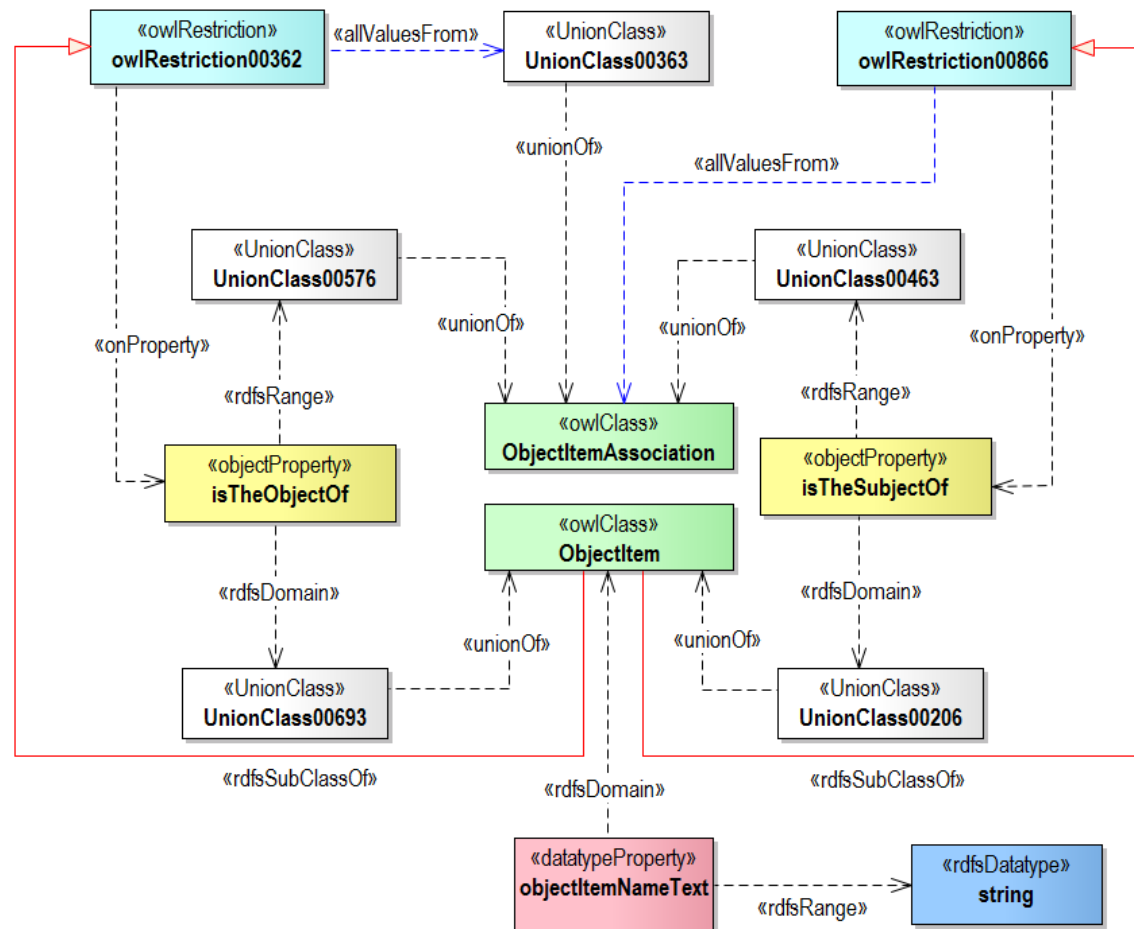 «owlRestriction»
owlRestriction00362
«allValuesFrom»
«UnionClass»
UnionClass00363
«owlRestriction»
owlRestriction00866
«unionOf»
«allValuesFrom»
«UnionClass»
UnionClass00576
«UnionClass»
UnionClass00463
«unionOf»
«unionOf»
«onProperty»
«onProperty»
«rdfsRange»
«rdfsRange»
«owlClass»
ObjectItemAssociation
«objectProperty»
isTheObjectOf
«objectProperty»
isTheSubjectOf
«owlClass»
ObjectItem
«rdfsDomain»
«rdfsDomain»
«unionOf»
«unionOf»
«UnionClass»
UnionClass00693
«UnionClass»
UnionClass00206
«rdfsSubClassOf»
«rdfsDomain»
«rdfsSubClassOf»
«datatypeProperty»
objectItemNameText
«rdfsRange»
«rdfsDatatype»
string